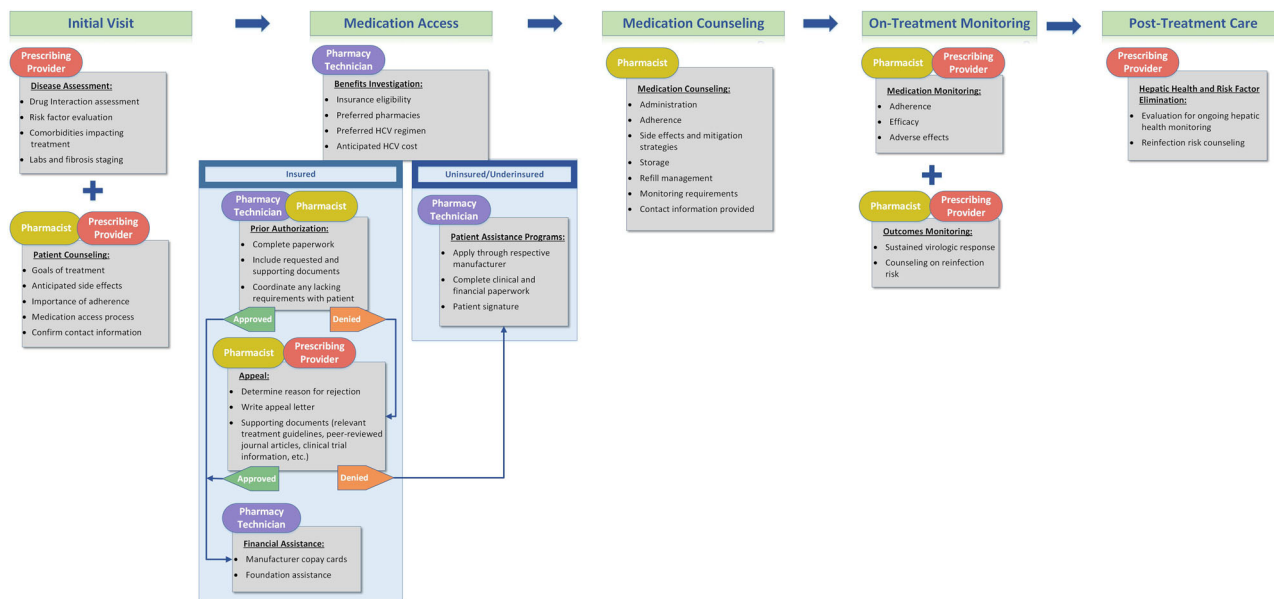 Initial Visit
Medication Access
Medication Counseling
On-Treatment Monitoring
Post-Treatment Care
Prescribing
Provider
Disease Assessment:
• Drug Interaction assessment
• Risk factor evaluation
• Comorbidities impacting
treatment
• Labs and fibrosis staging
+
Pharmacist
Prescribing
Provider
Patient Counseling:
• Goals of treatment
• Anticipated side effects
• Importance of adherence
• Medication access process
• Confirm contact information
Pharmacy
Technician
Benefits Investigation:
• Insurance eligibility
• Preferred pharmacies
• Preferred HCV regimen
• Anticipated HCV cost
Insured
Pharmacy
Technician
Pharmacist
Prior Authorization:
• Complete paperwork
• Include requested and
supporting documents
• Coordinate any lacking
requirements with patient
Approved
Denied
Pharmacist
Prescribing
Provider
Appeal:
• Determine reason for rejection
• Write appeal letter
• Supporting documents (relevant
treatment guidelines, peer-reviewed
journal articles, clinical trial
information, etc.)
Approved
Denied
Pharmacy
Technician
Financial Assistance:
• Manufacturer copay cards
• Foundation assistance
Uninsured/Underinsured
Pharmacy
Technician
Patient Assistance Programs:
• Apply through respective
manufacturer
• Complete clinical and
financial paperwork
• Patient signature
Pharmacist
Medication Counseling:
• Administration
• Adherence
• Side effects and mitigation
strategies
• Storage
• Refill management
• Monitoring requirements
• Contact information provided
Pharmacist
Prescribing
Provider
Medication Monitoring:
• Adherence
• Efficacy
• Adverse effects
+
Pharmacist
Prescribing
Provider
Outcomes Monitoring:
• Sustained virologic response
• Counseling on reinfection
risk
Prescribing
Provider
Hepatic Health and Risk Factor
Elimination:
• Evaluation for ongoing hepatic
health monitoring
• Reinfection risk counseling